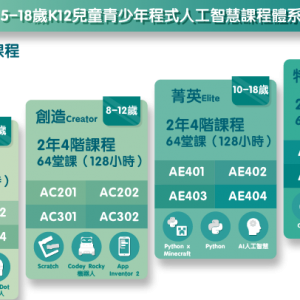 5-18歲K12兒童青少年程式人工智慧課程體系
課程
歲
)
2
4
Dot
人
創造Creator
8-12歲
2年4階課程
64堂課（128小時）
AC201 AC202
AC301 AC302
Scratch
Codey Rocky
機器人
App
Inventor 2
菁英Elite
10-18歲
2年4階課程
64堂課（128小時）
AE401 AE402
AE403 AE404
Python x
Minecraft
Python
AI人工智慧